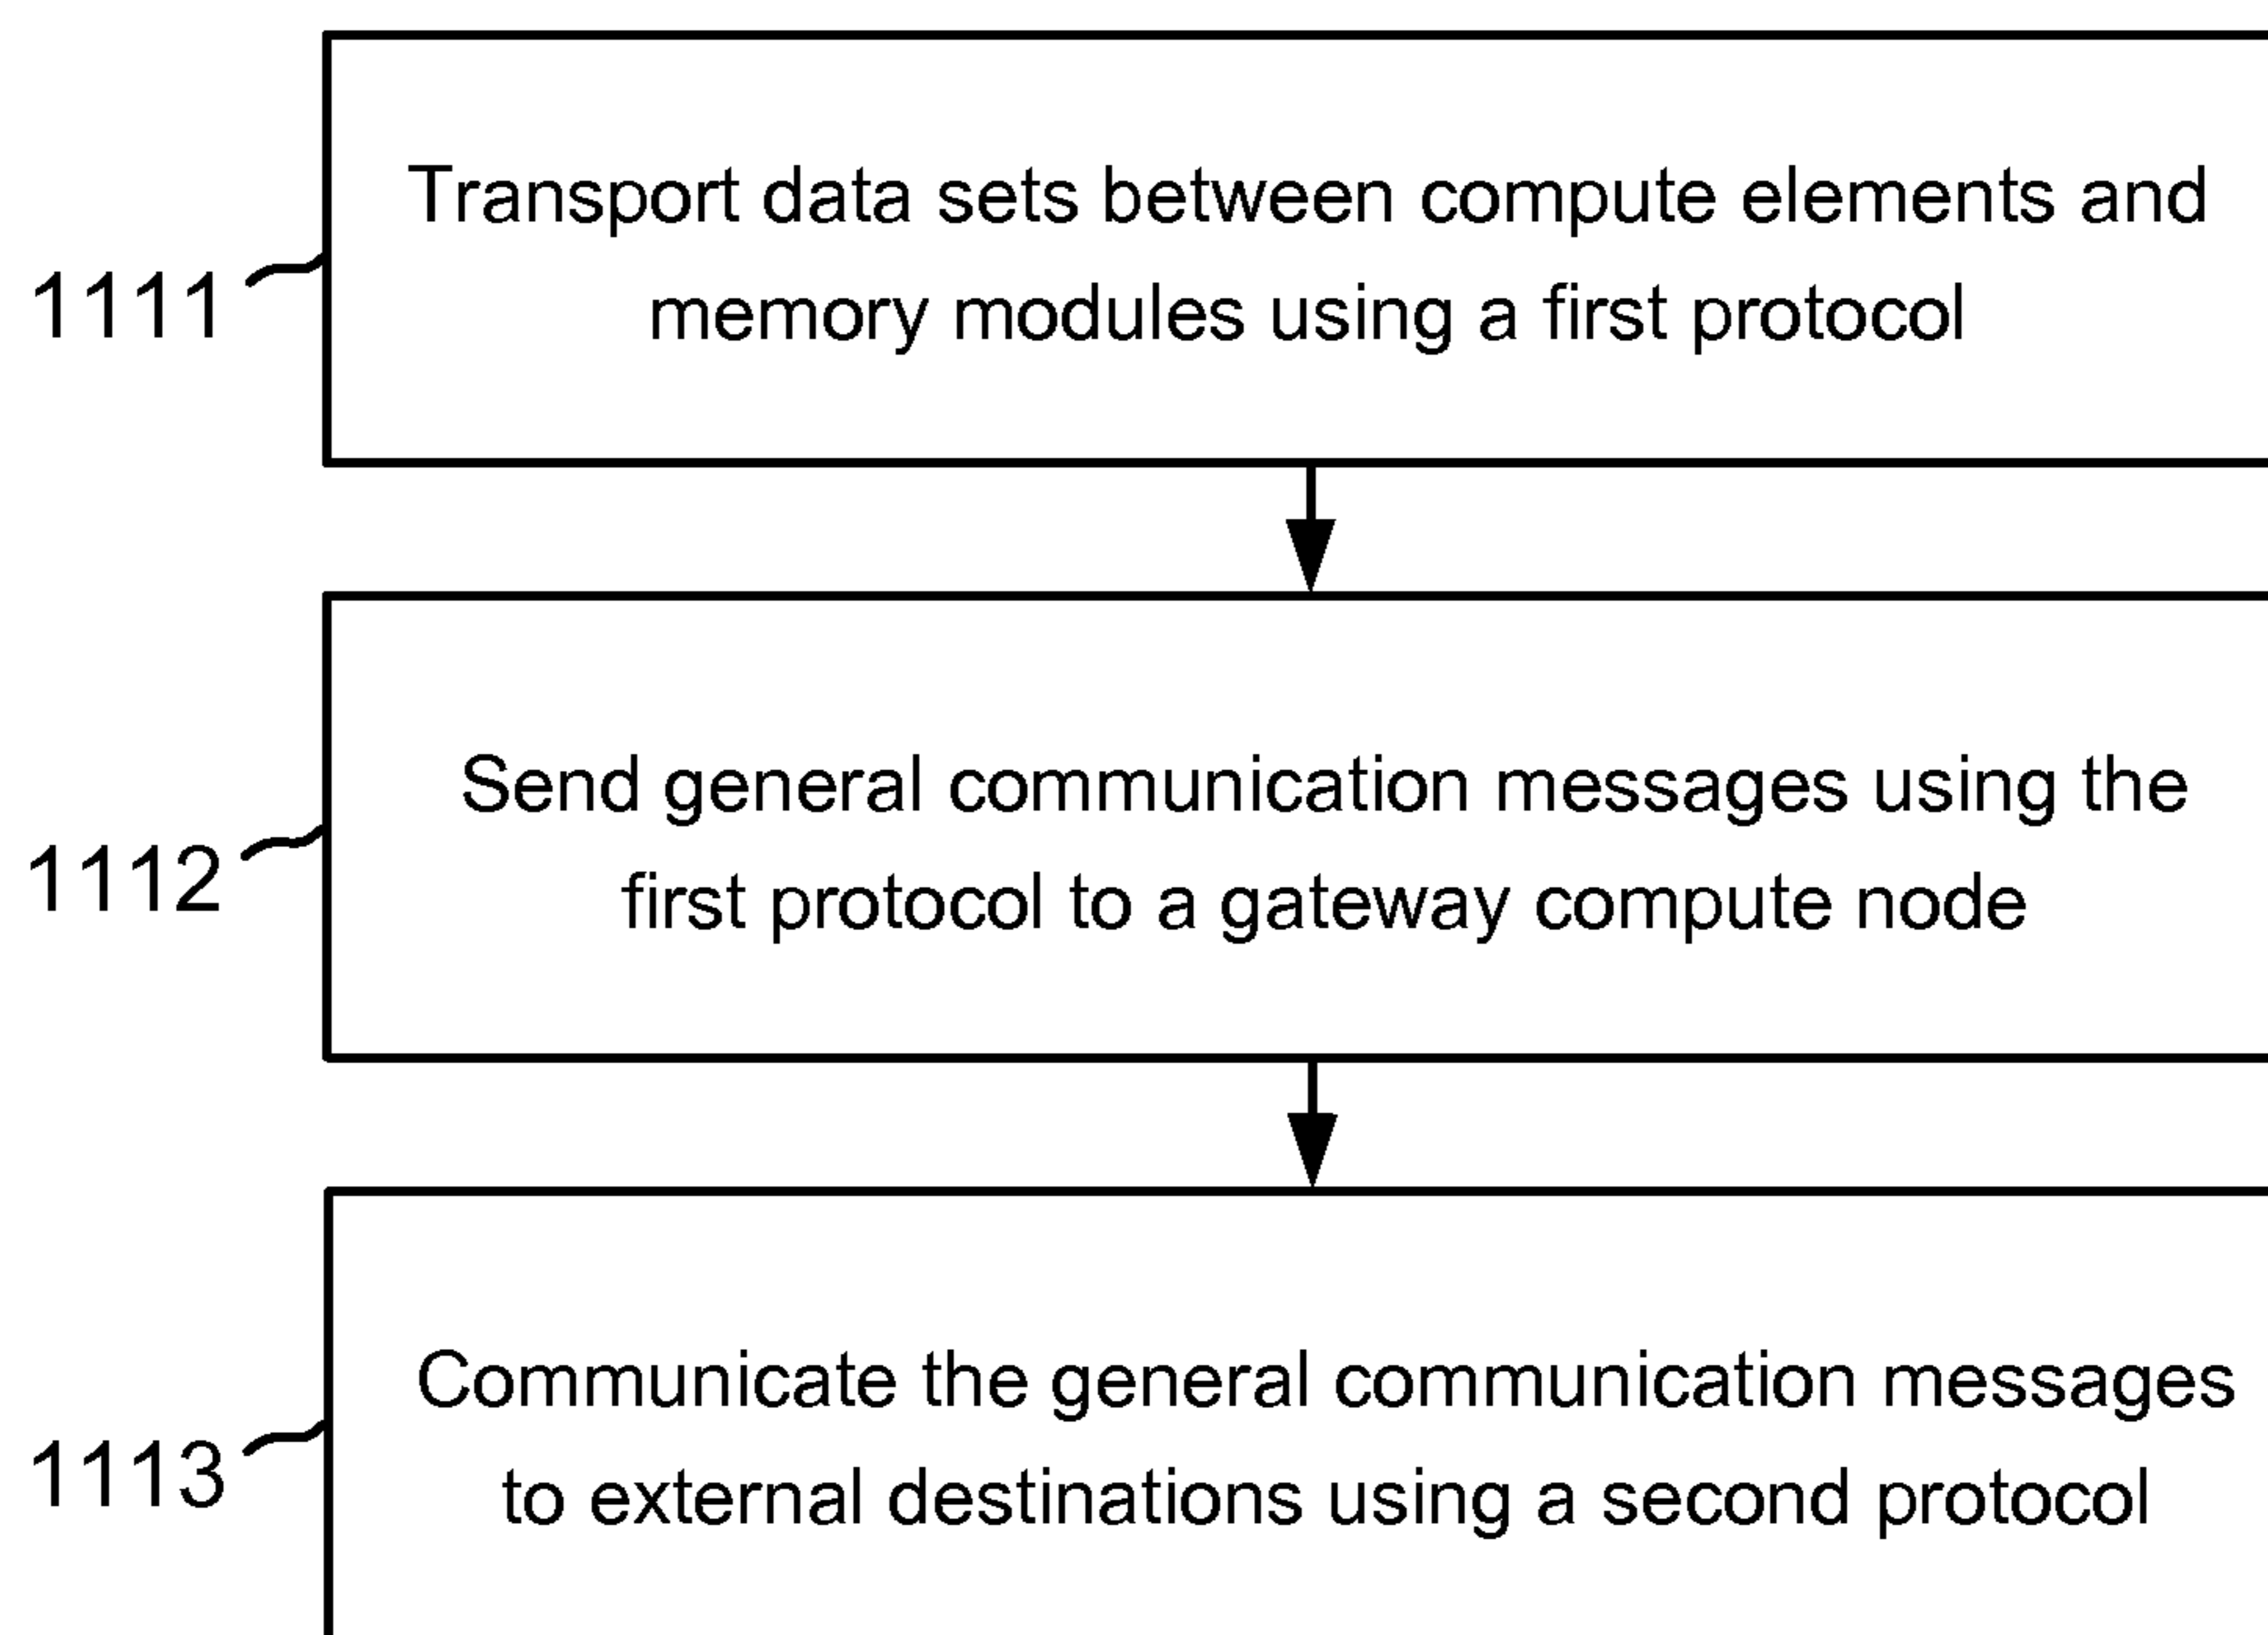 Transport data sets between compute elements and
memory modules using a first protocol
1111
Send general communication messages using the
first protocol to a gateway compute node
1112
Communicate the general communication messages
to external destinations using a second protocol
1113